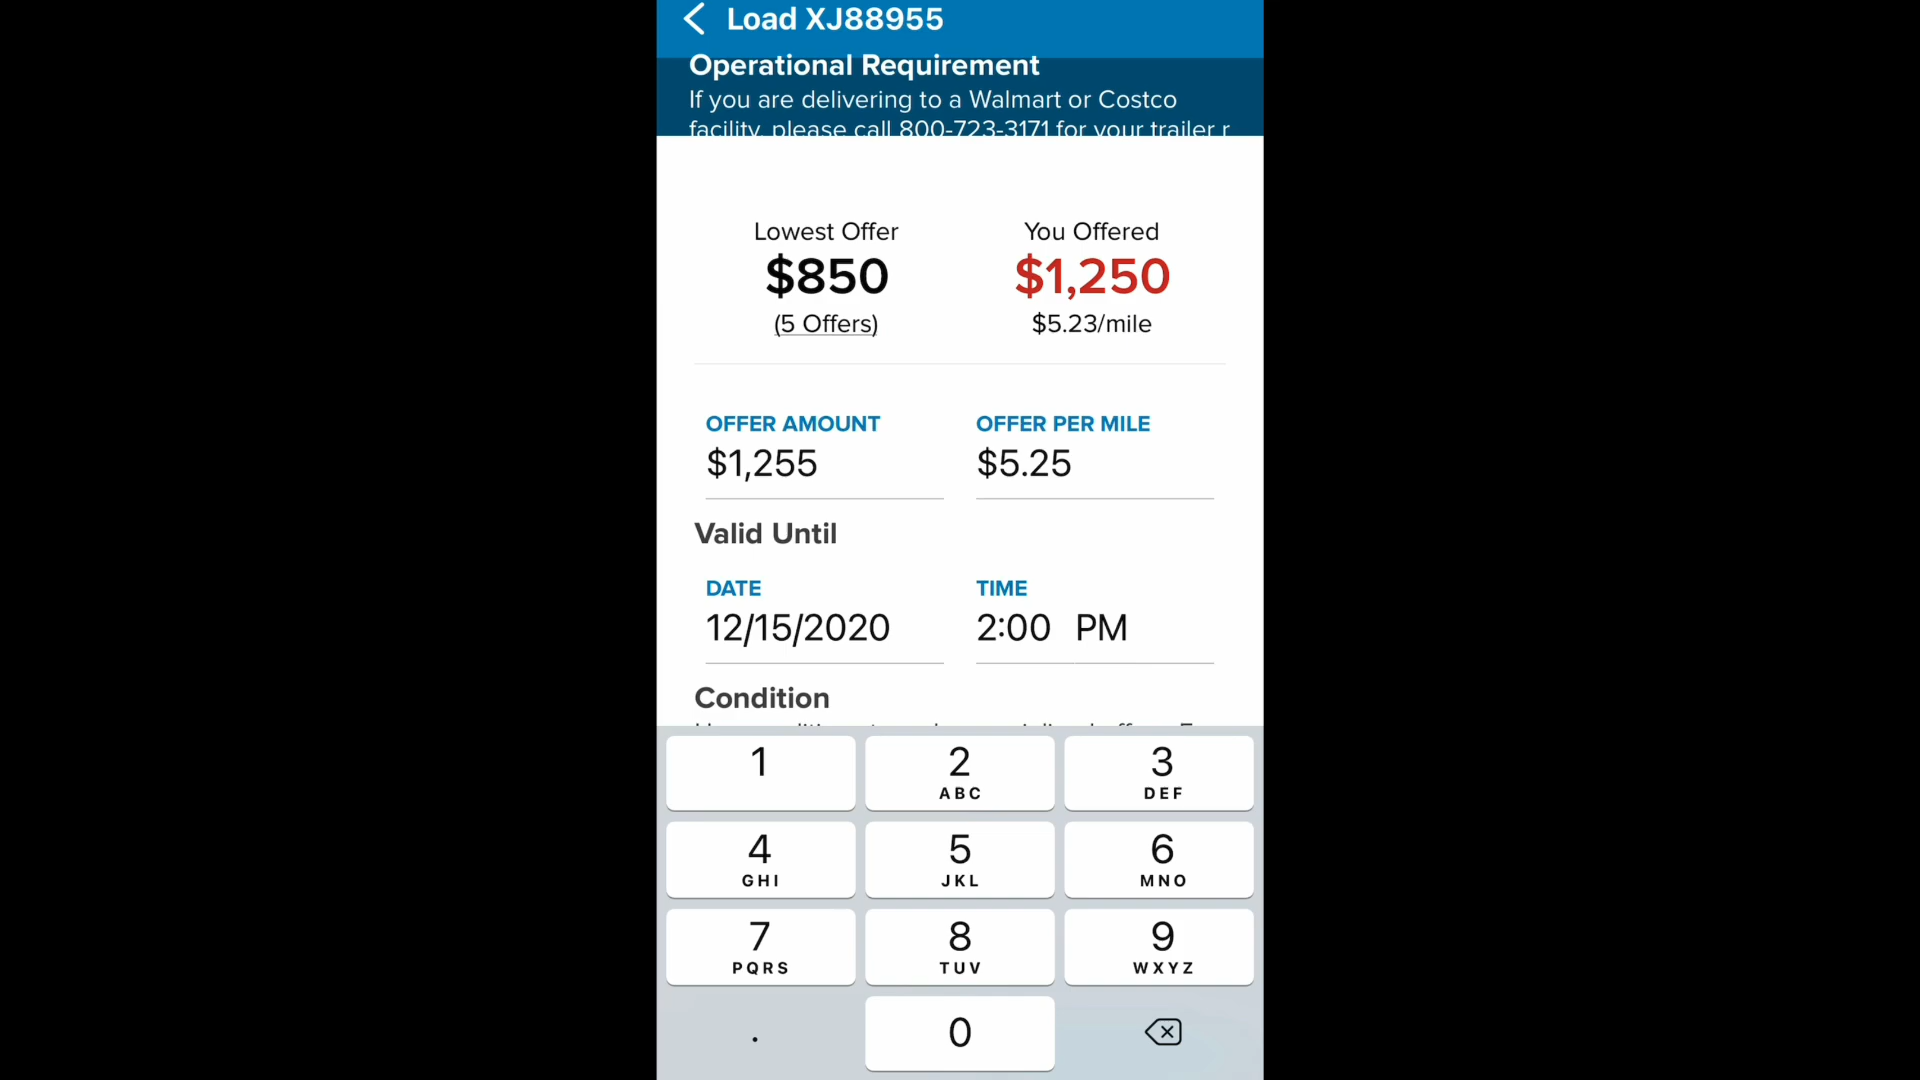 Load XJ88955
Operational Requirement
If you are delivering to a Walmart or Costco
facility, please call 800-723-3171 for your trailer r
Lowest Offer
$850
(5 Offers)
You Offered
$1,250
$5.23/mile
OFFER AMOUNT
$1,255
OFFER PER MILE
$5.25
Valid Until
DATE
12/15/2020
TIME
2:00 PM
Condition
1
2
ABC
3
DEF
4
GHI
5
JKL
6
MNO
7
PQRS
8
TUV
9
WXYZ
.
0